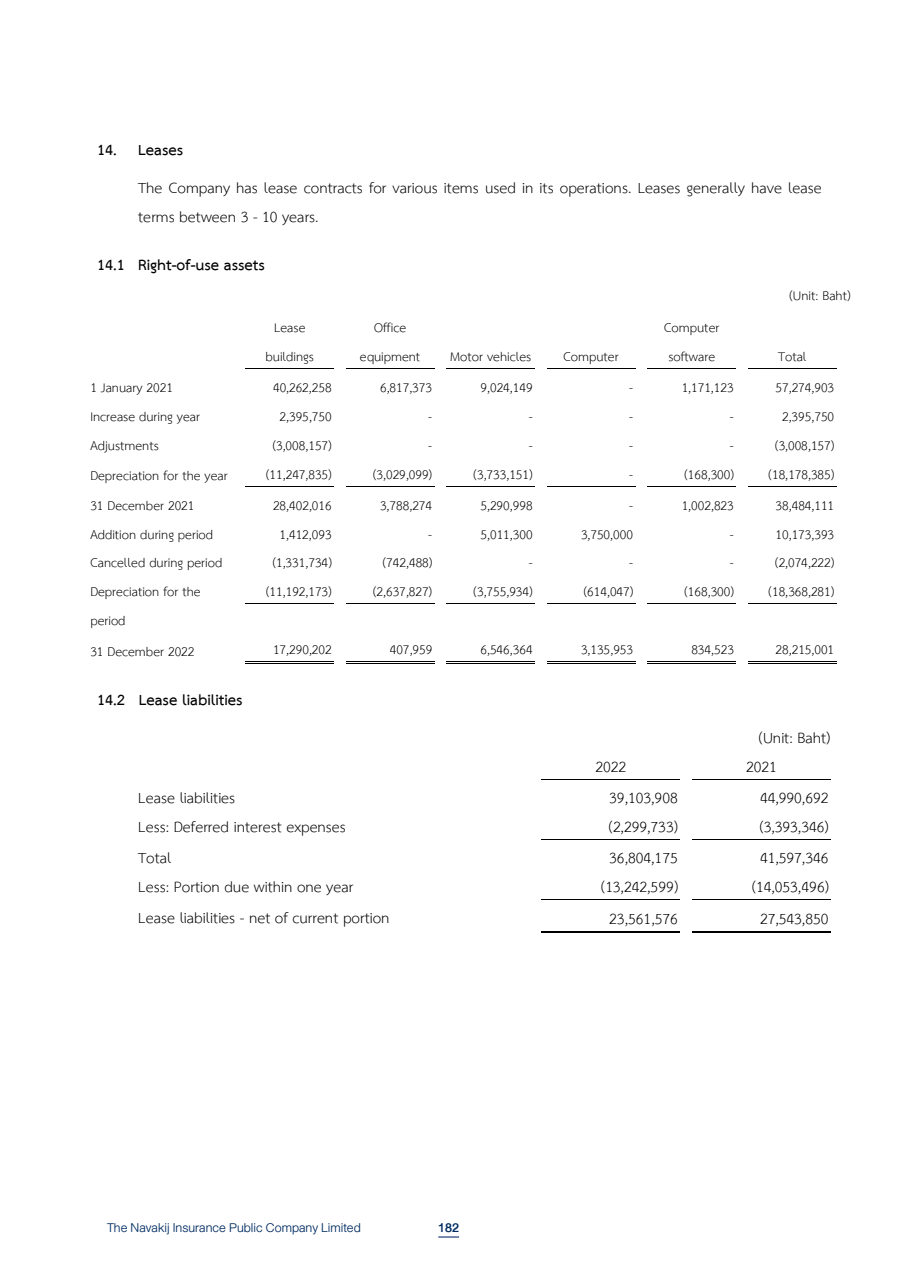 14. Leases
The Company has lease contracts for various items used in its operations. Leases generally have lease
terms between 3 - 10 years.
14.1 Right-of-use assets
(Unit: Baht)
Lease Office Computer
buildings equipment Motor vehicles Computer software Total
1 January 2021 40,262,258 6,817,373 9,024,149 - 1,171,123 57,274,903
Increase during year 2,395,750 - - - - 2,395,750
Adjustments (3,008,157) - - - - (3,008,157)
Depreciation for the year (11,247,835) (3,029,099) (3,733,151) - (168,300) (18,178,385)
31 December 2021 28,402,016 3,788,274 5,290,998 - 1,002,823 38,484,111
Addition during period 1,412,093 - 5,011,300 3,750,000 - 10,173,393
Cancelled during period (1,331,734) (742,488) - - - (2,074,222)
Depreciation for the (11,192,173) (2,637,827) (3,755,934) (614,047) (168,300) (18,368,281)
period
31 December 2022 17,290,202 407,959 6,546,364 3,135,953 834,523 28,215,001
14.2 Lease liabilities
(Unit: Baht)
2022 2021
Lease liabilities 39,103,908 44,990,692
Less: Deferred interest expenses (2,299,733) (3,393,346)
Total 36,804,175 41,597,346
Less: Portion due within one year (13,242,599) (14,053,496)
Lease liabilities - net of current portion 23,561,576 27,543,850
The Navakij Insurance Public Company Limited 182